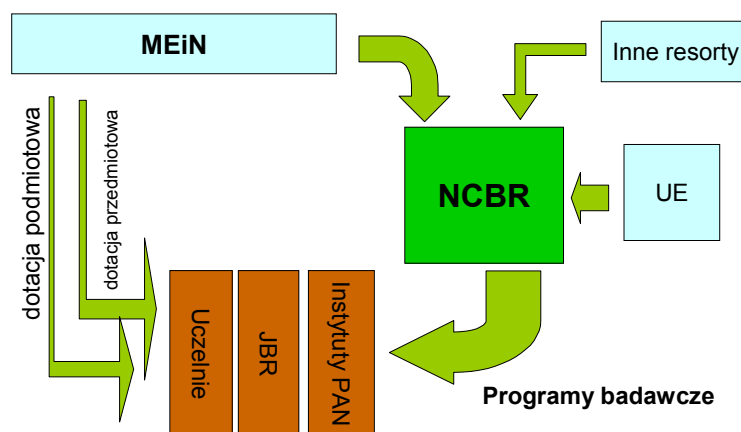 MEiN
Inne resorty
dotacja podmiotowa
dotacja przedmiotowa
NCBR
UE
Uczelnie
JBR
Instytuty PAN
Programy badawcze